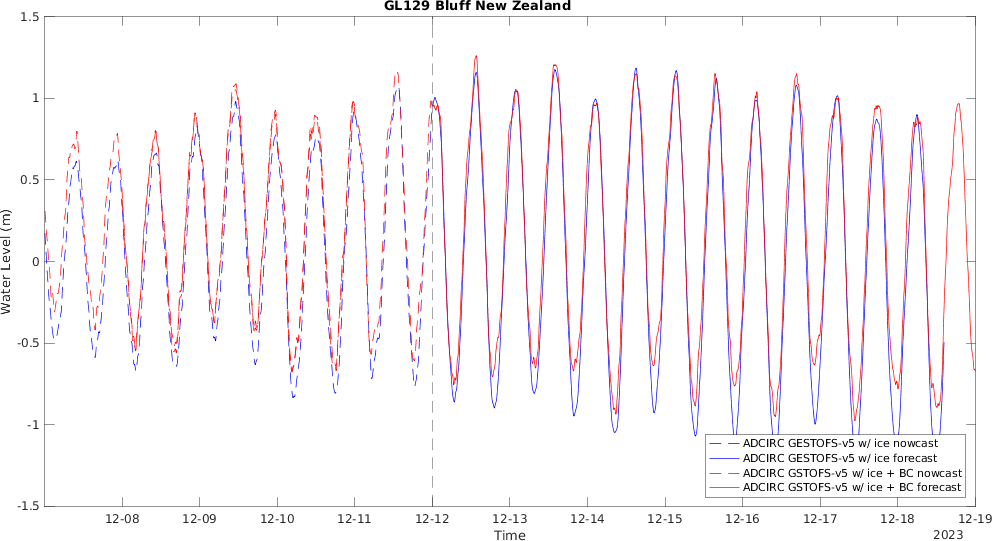 GL129 Bluff New Zealand
Water Level (m)
1.5
1
0.5
0
-0.5
-1
-1.5
ADCIRC GESTOFS-v5 w/ ice nowcast
ADCIRC GESTOFS-v5 w/ ice forecast
ADCIRC GSTOFS-v5 w/ ice + BC nowcast
ADCIRC GSTOFS-v5 w/ ice + BC forecast
12-08 12-09 12-10 12-11 12-12 12-13 12-14 12-15 12-16 12-17 12-18 12-19
Time
2023